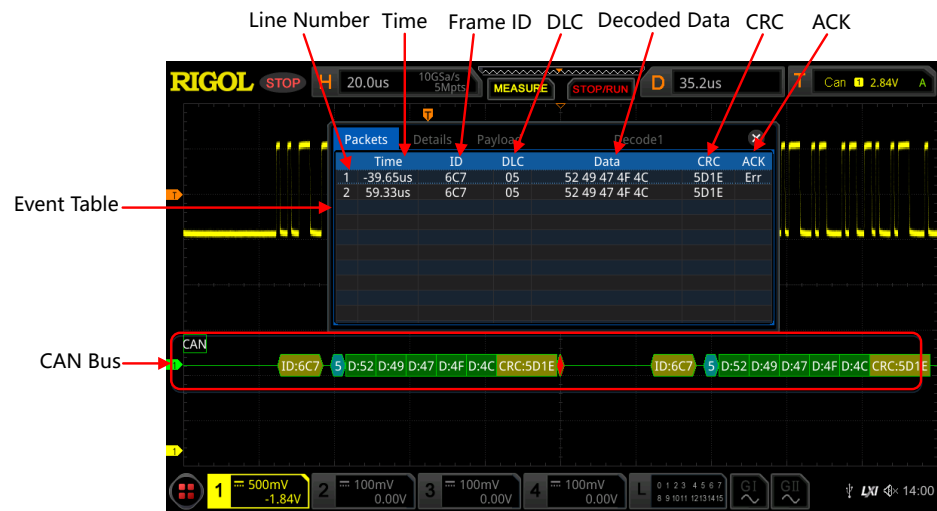 Line Number Time Frame ID DLC Decoded Data CRC ACK
RIGOL STOP H 20.0us 10GSa/s 5Mpts MEASURE STOP/RUN D 35.2us T Can 1 2.84V A
T
Packets Details Payload Decode1
Time ID DLC Data CRC ACK
1 -39.65us 6C7 05 52 49 47 4F 4C 5D1E Err
2 59.33us 6C7 05 52 49 47 4F 4C 5D1E
T
Event Table
CAN
CAN Bus
ID:6C7 5 D:52 D:49 D:47 D:4F D:4C CRC:5D1E ID:6C7 5 D:52 D:49 D:47 D:4F D:4C CRC:5D1E
1
1 500mV -1.84V 2 100mV 0.00V 3 100mV 0.00V 4 100mV 0.00V L 0 1 2 3 4 5 6 7 8 9 10 11 12 13 14 15 GI GII LXI 14:00